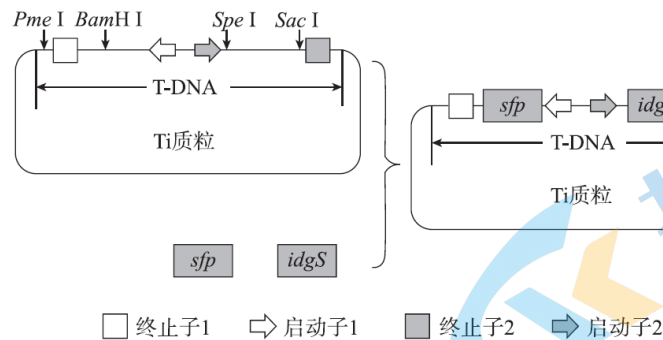 Pme I BamH I Spe I Sac I
T-DNA
Ti质粒
sfp idgS
sfp idg
T-DNA
Ti质粒
终止子1 启动子1 终止子2 启动子2